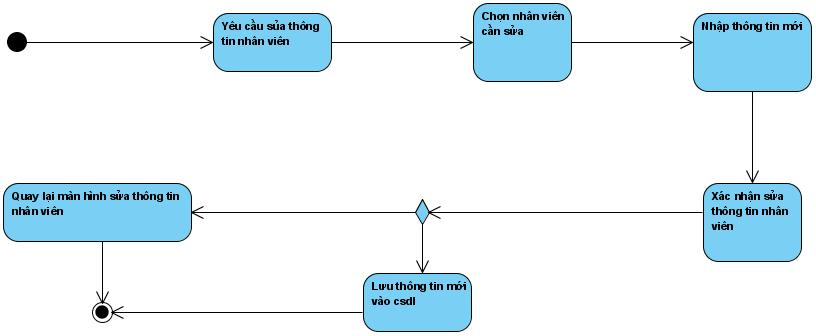 Yêu cầu sủa thông
tin nhân viên
Chọn nhân viên
cần sửa
Nhập thông tin mới
Quay lại màn hình sửa thông tin
nhân viên
Xác nhận sửa
thông tin nhân
viên
Lưu thông tin mới
vào csdl